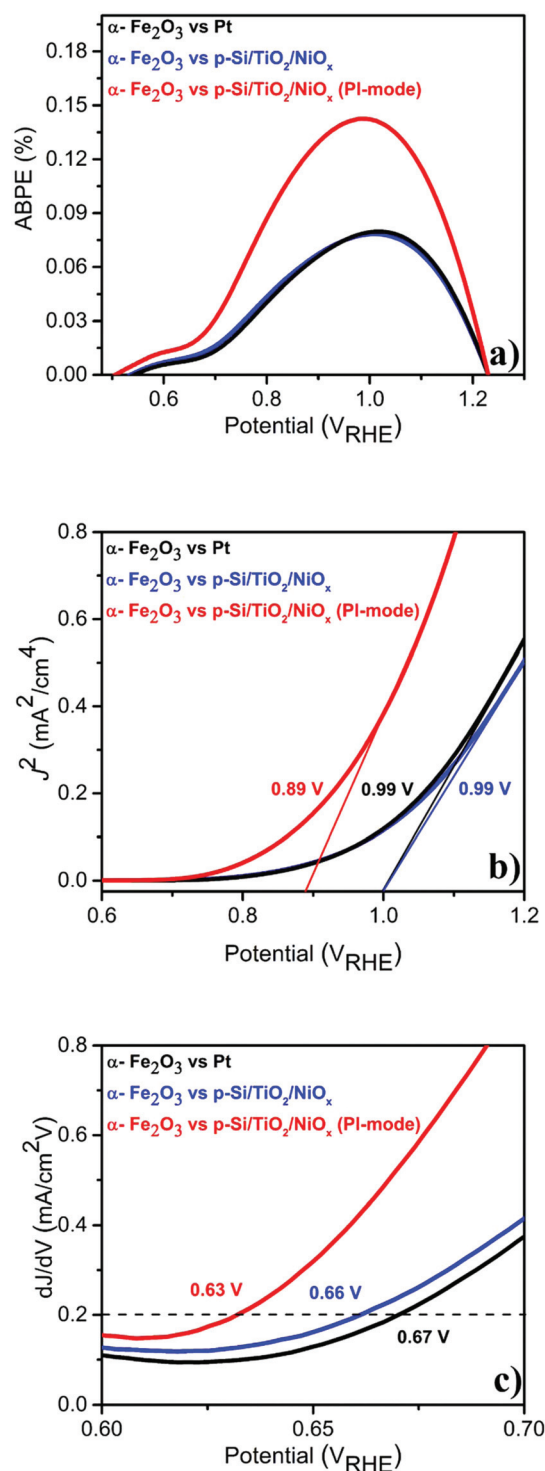 α- Fe₂O₃ vs Pt
α- Fe₂O₃ vs p-Si/TiO₂/NiOₓ
α- Fe₂O₃ vs p-Si/TiO₂/NiOₓ (PI-mode)
ABPE (%)
0.18
0.15
0.12
0.09
0.06
0.03
0.00
a)
0.6 0.8 1.0 1.2
Potential (V_RHE)
α- Fe₂O₃ vs Pt
α- Fe₂O₃ vs p-Si/TiO₂/NiOₓ
α- Fe₂O₃ vs p-Si/TiO₂/NiOₓ (PI-mode)
J² (mA²/cm⁴)
0.8
0.6
0.4
0.2
0.0
0.89 V 0.99 V 0.99 V
b)
0.6 0.8 1.0 1.2
Potential (V_RHE)
α- Fe₂O₃ vs Pt
α- Fe₂O₃ vs p-Si/TiO₂/NiOₓ
α- Fe₂O₃ vs p-Si/TiO₂/NiOₓ (PI-mode)
dJ/dV (mA/cm²V)
0.8
0.6
0.4
0.2
0.0
0.63 V 0.66 V
0.67 V
c)
0.60 0.65 0.70
Potential (V_RHE)